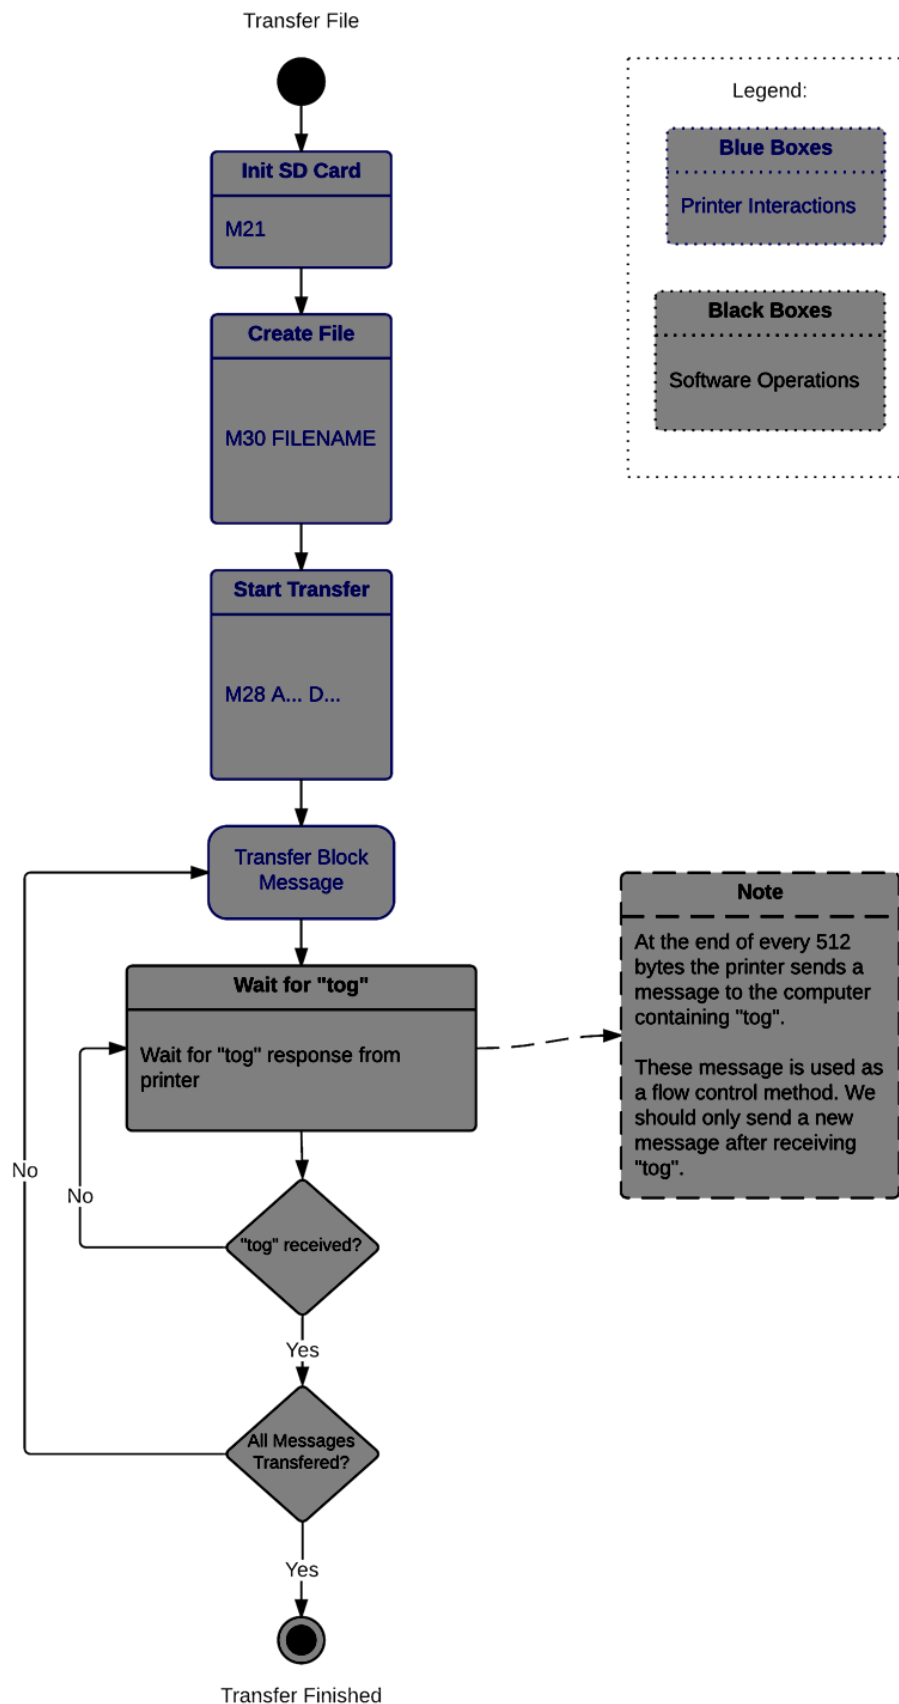 Transfer File
Legend:
Init SD Card
M21
Blue Boxes
Printer Interactions
Create File
M30 FILENAME
Black Boxes
Software Operations
Start Transfer
M28 A... D...
Transfer Block
Message
Wait for "tog"
Wait for "tog" response from
printer
Note
At the end of every 512
bytes the printer sends a
message to the computer
containing "tog".
These message is used as
a flow control method. We
should only send a new
message after receiving
"tog".
No
No
"tog" received?
Yes
All Messages
Transfered?
Yes
Transfer Finished